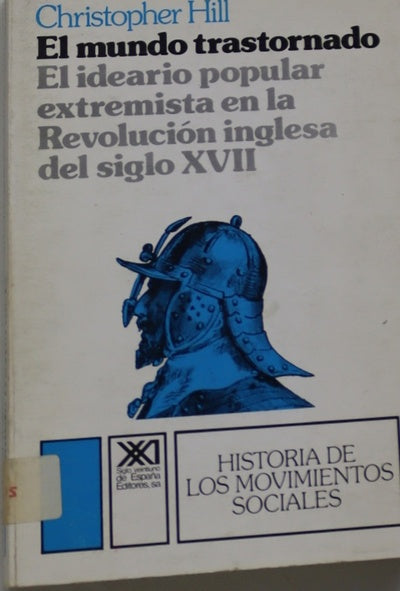 Christopher Hill
El mundo trastornado
El ideario popular
extremista en la
Revolución inglesa
del siglo XVII
XXI
Siglo veintiuno
de España
Editores, sa
HISTORIA DE
LOS MOVIMIENTOS
SOCIALES
S